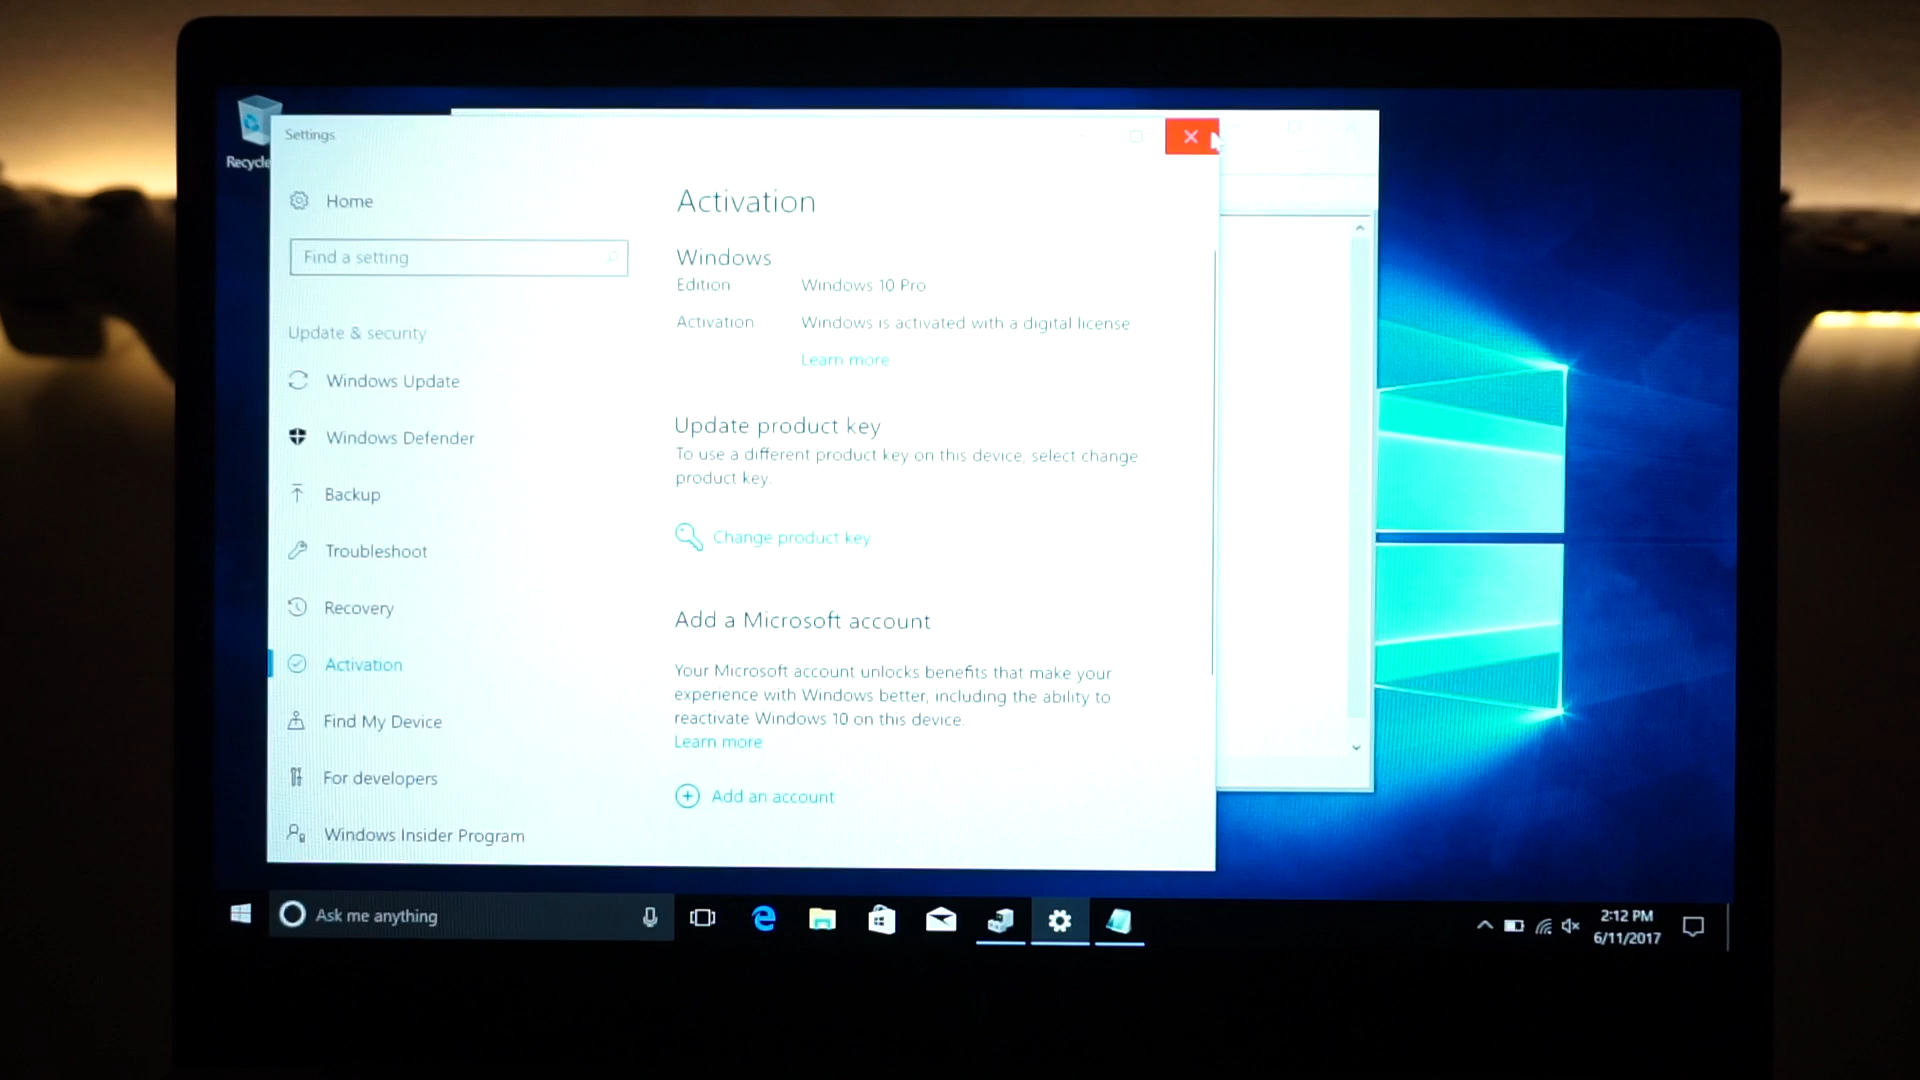 Recycle
Settings
Home
Find a setting
Update & security
Windows Update
Windows Defender
Backup
Troubleshoot
Recovery
Activation
Find My Device
For developers
Windows Insider Program
Activation
Windows
Edition Windows 10 Pro
Activation Windows is activated with a digital license
Learn more
Update product key
To use a different product key on this device, select change
product key.
Change product key
Add a Microsoft account
Your Microsoft account unlocks benefits that make your
experience with Windows better, including the ability to
reactivate Windows 10 on this device.
Learn more
Add an account
Ask me anything
2:12 PM
6/11/2017